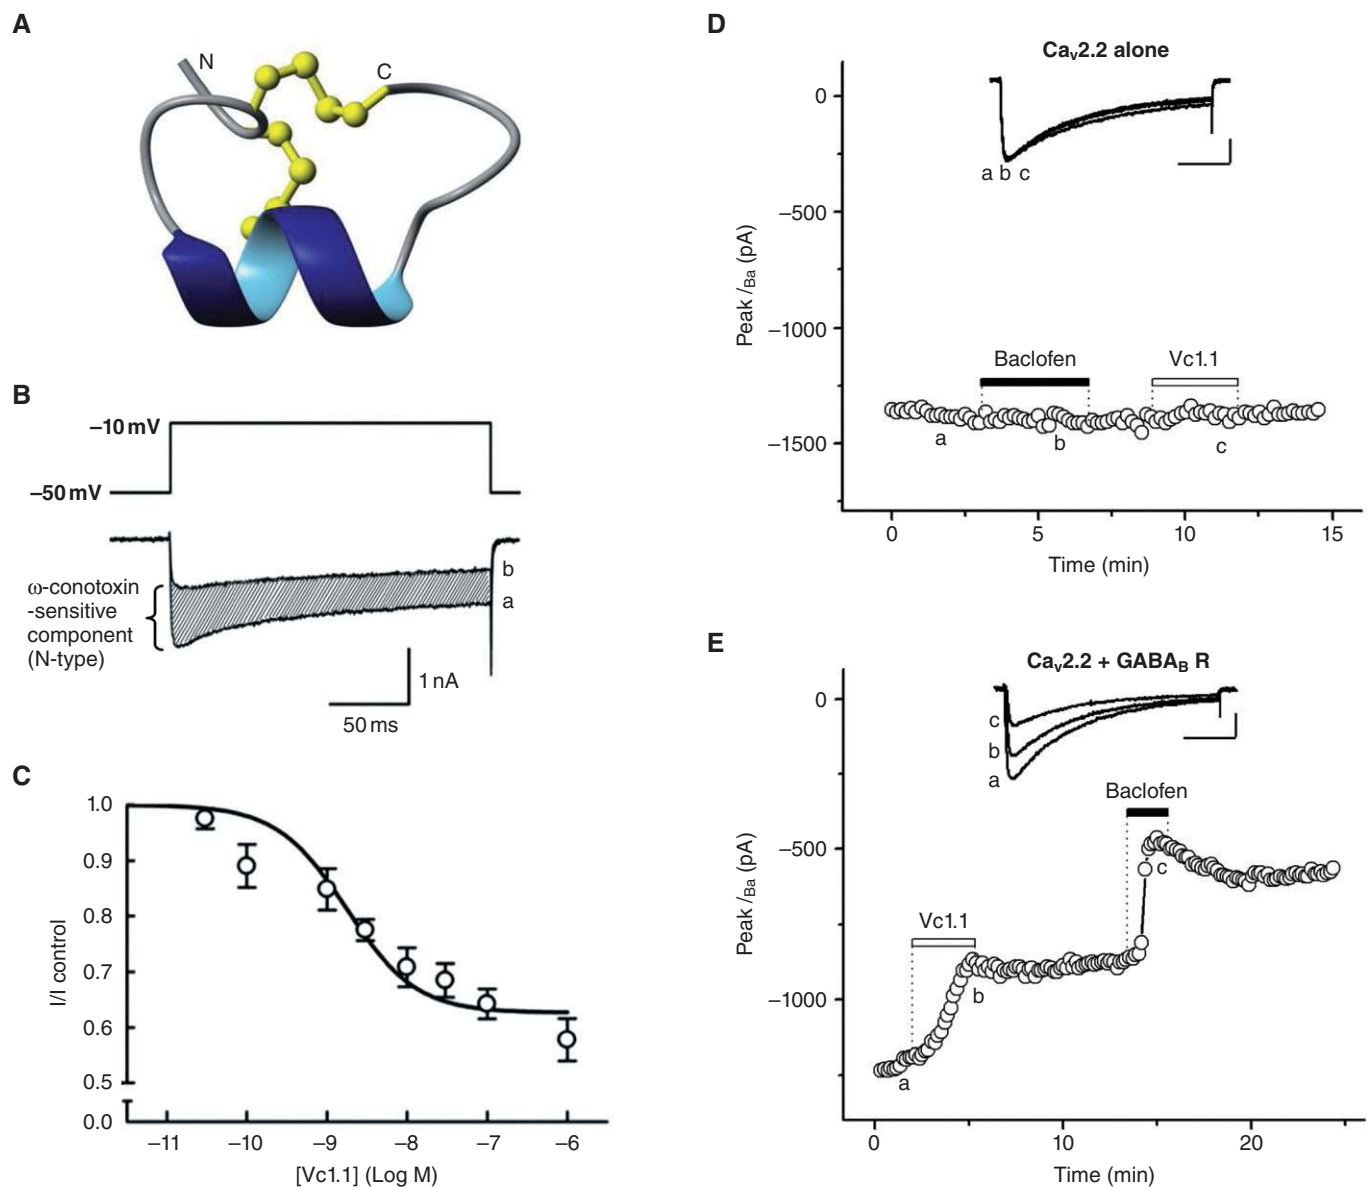 A
N
C
B
–10 mV
–50 mV
ω-conotoxin
-sensitive
component
(N-type)
b
a
1 nA
50 ms
C
1.0
0.9
0.8
0.7
0.6
0.5
0.0
I/I control
–11 –10 –9 –8 –7 –6
[Vc1.1] (Log M)
D
Cav2.2 alone
a b c
0
–500
–1000
–1500
Peak IBa (pA)
Baclofen Vc1.1
a b c
0 5 10 15
Time (min)
E
Cav2.2 + GABAB R
c
b
a
0
–500
–1000
Peak IBa (pA)
Baclofen
c
Vc1.1
b
a
0 10 20
Time (min)